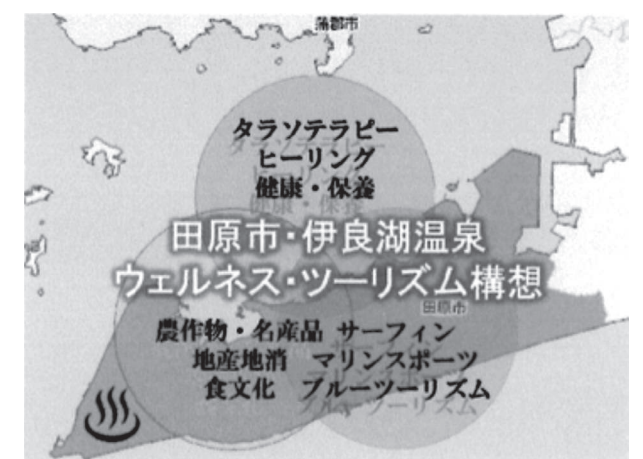 蒲郡市
タラソテラピー
ヒーリング
健康・保養
田原市・伊良湖温泉
ウェルネス・ツーリズム構想
田原市
農作物・名産品 サーフィン
地産地消 マリンスポーツ
食文化 ブルーツーリズム